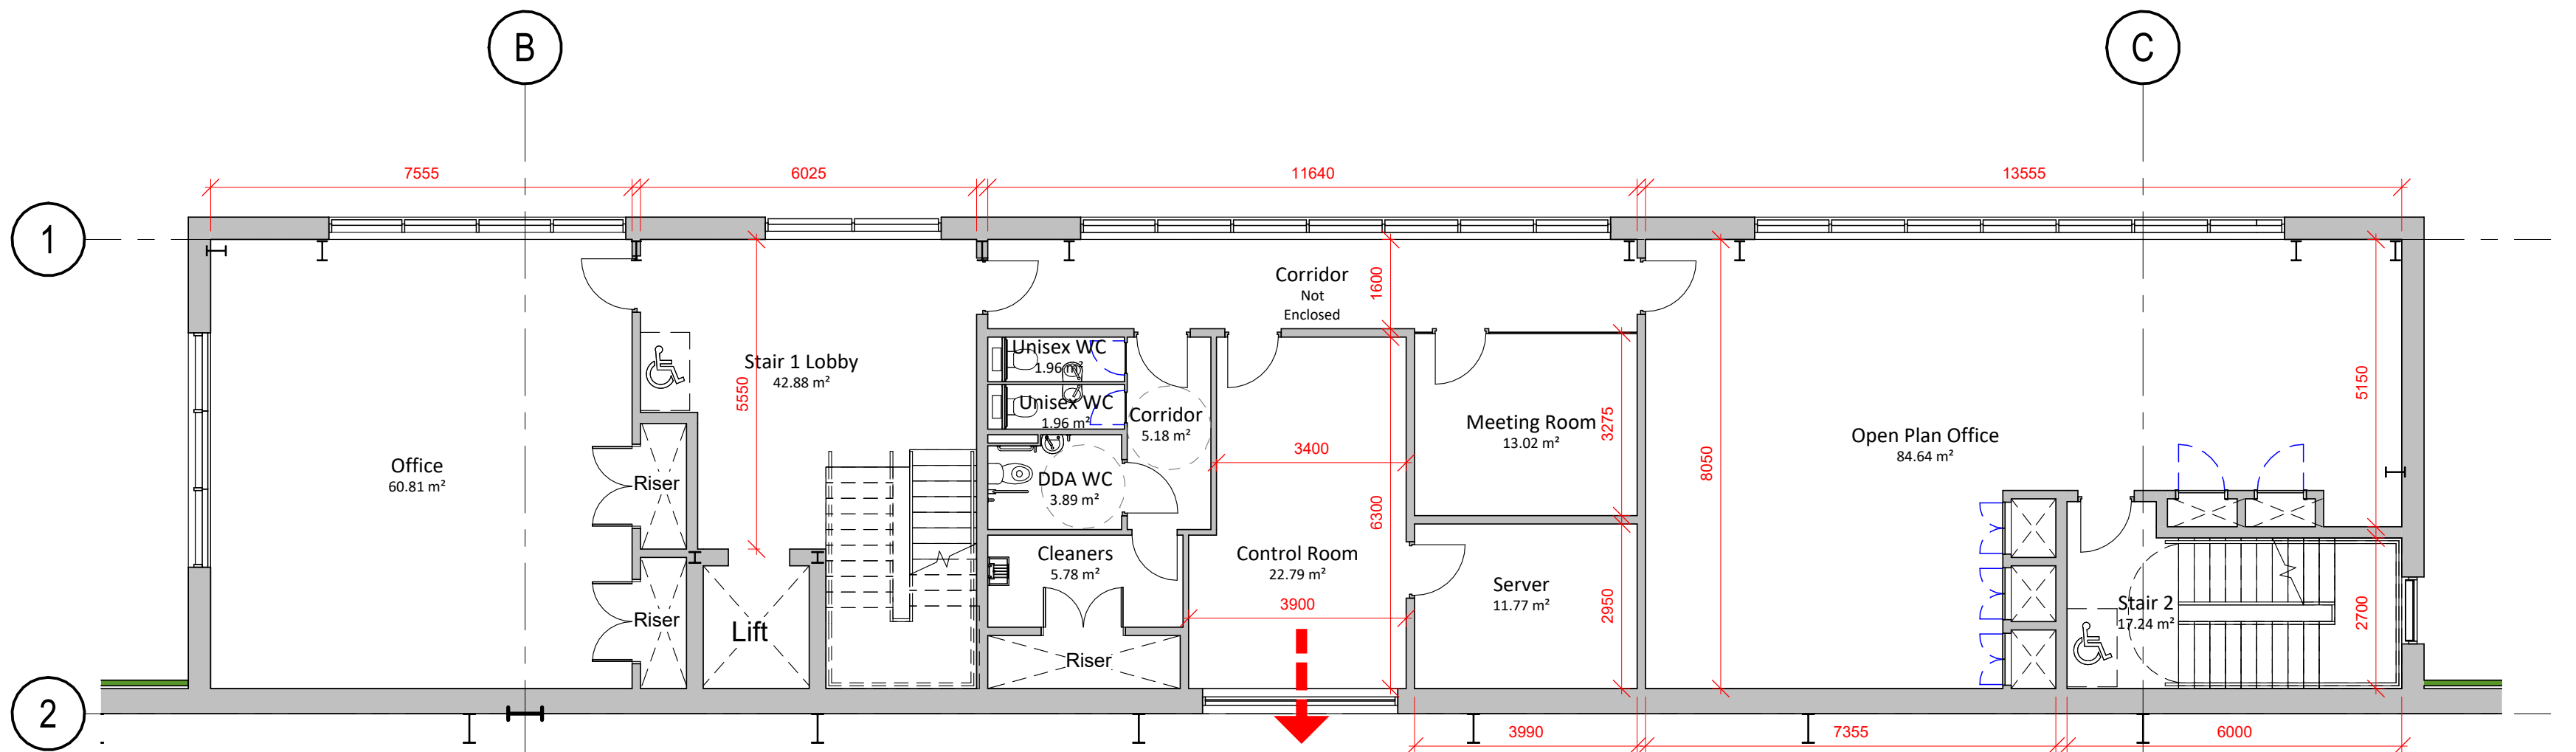 B
C
7555
6025
11640
13555
1
Corridor
Not
Enclosed
1600
Unisex WC
1.96 m²
Stair 1 Lobby
42.88 m²
5550
Unisex WC
1.96 m²
Corridor
5.18 m²
Meeting Room
13.02 m²
3275
5150
Open Plan Office
84.64 m²
8050
3400
Office
60.81 m²
Riser
DDA WC
3.89 m²
6300
Cleaners
5.78 m²
Control Room
22.79 m²
Server
11.77 m²
2950
3900
Stair 2
17.24 m²
2700
Riser
Lift
Riser
2
3990
7355
6000